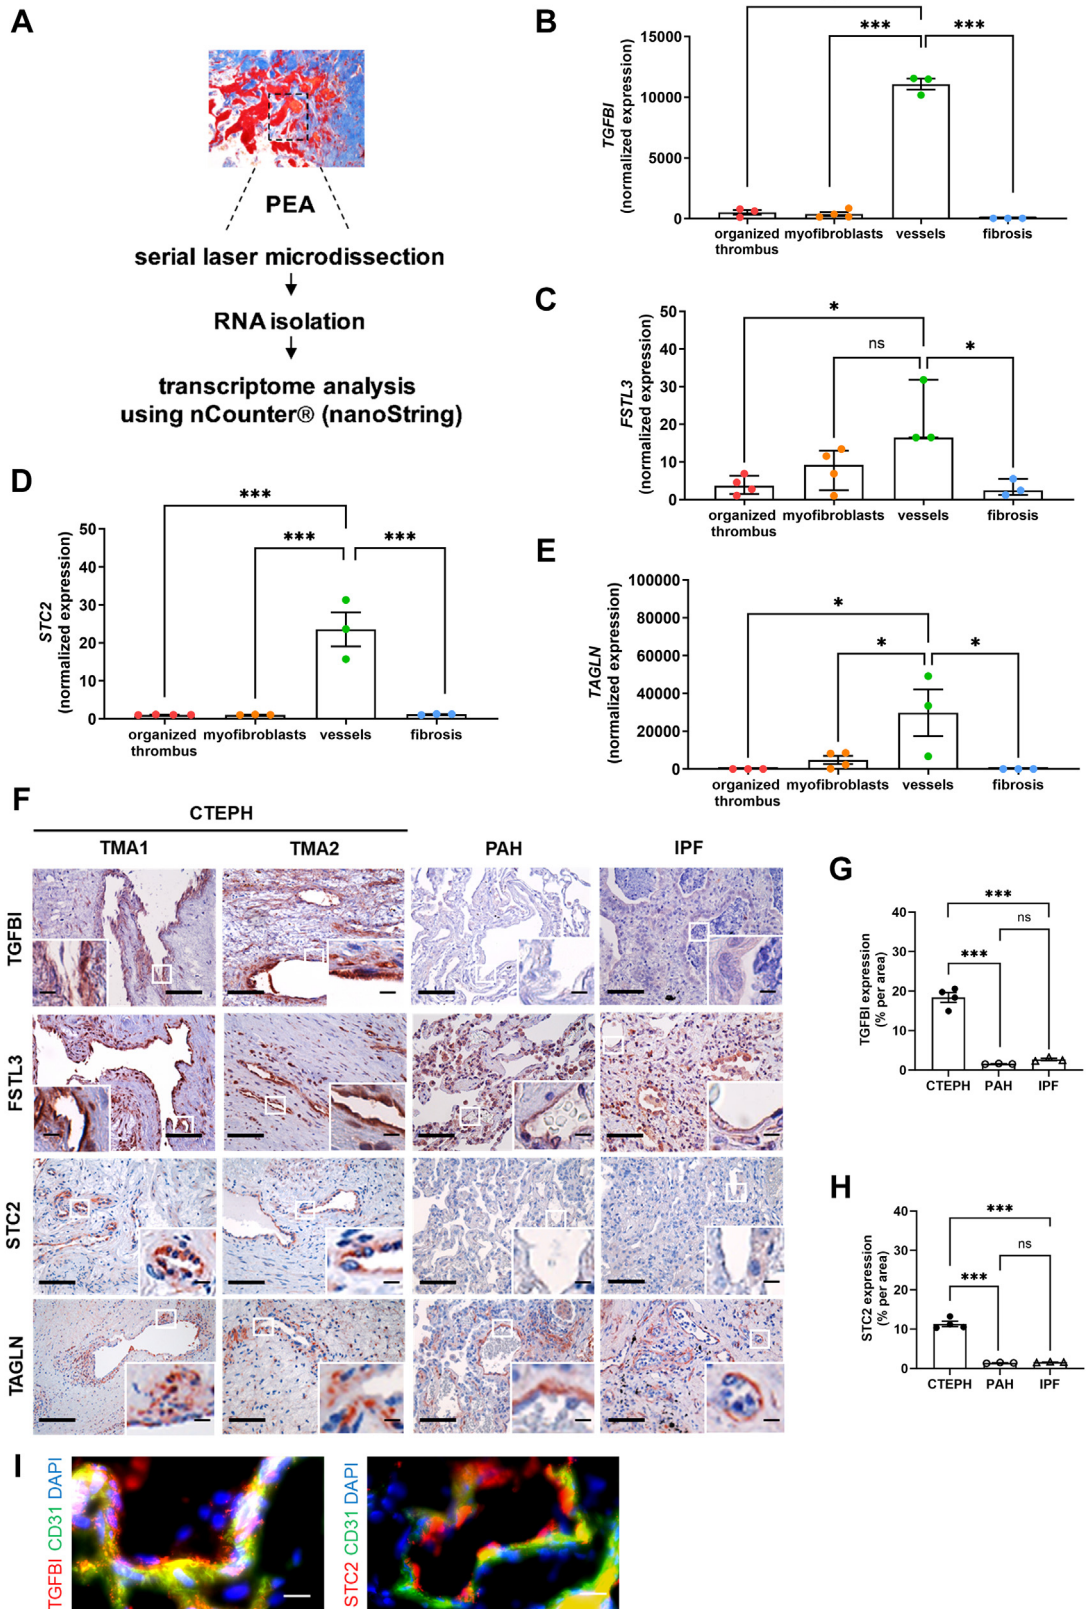 A
PEA
serial laser microdissection
RNA isolation
transcriptome analysis
using nCounter® (nanoString)
B
TGFBI
(normalized expression)
15000
10000
5000
0
***
***
organized
thrombus
myofibroblasts
vessels
fibrosis
C
FSTL3
(normalized expression)
50
40
30
20
10
0
*
ns
*
organized
thrombus
myofibroblasts
vessels
fibrosis
D
STC2
(normalized expression)
50
40
30
20
10
0
***
***
***
organized
thrombus
myofibroblasts
vessels
fibrosis
E
TAGLN
(normalized expression)
100000
80000
60000
40000
20000
0
*
*
*
organized
thrombus
myofibroblasts
vessels
fibrosis
F
CTEPH
TMA1
TMA2
PAH
IPF
TGFBI
FSTL3
STC2
TAGLN
G
TGFBI expression
(% per area)
40
30
20
10
0
***
ns
***
CTEPH
PAH
IPF
H
STC2 expression
(% per area)
40
30
20
10
0
***
ns
***
CTEPH
PAH
IPF
I
TGFBI CD31 DAPI
STC2 CD31 DAPI